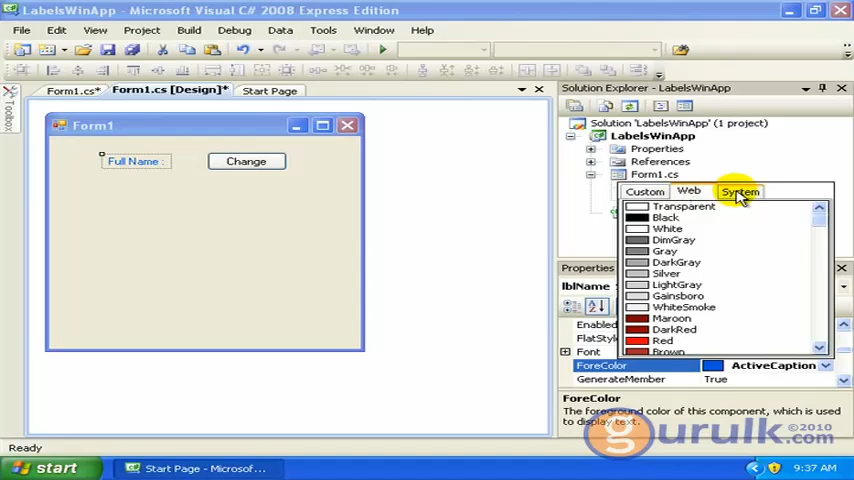 LabelsWinApp - Microsoft Visual C# 2008 Express Edition
File Edit View Project Build Debug Data Tools Window Help
Form1.cs* Form1.cs [Design]* Start Page
Solution Explorer - LabelsWinApp
Toolbox
Form1
Full Name :
Change
Solution 'LabelsWinApp' (1 project)
LabelsWinApp
Properties
References
Form1.cs
Custom Web System
Transparent
Black
White
DimGray
Gray
DarkGray
Silver
LightGray
Gainsboro
WhiteSmoke
Maroon
DarkRed
Red
Brown
Properties
lblName
Enabled
FlatStyle
Font
ForeColor ActiveCaption
GenerateMember True
ForeColor
The foreground color of this component, which is used
to display text.
Ready
gurulk.com
©2010
start
Start Page - Microsof...
9:37 AM